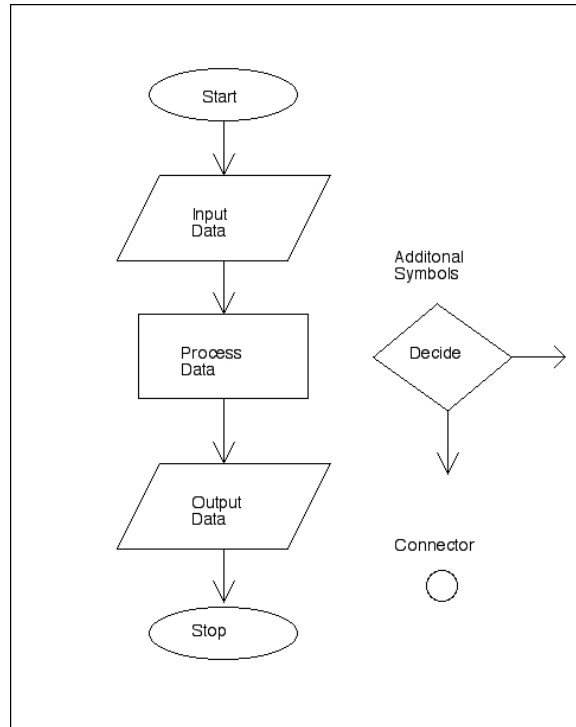 Start
Input
Data
Process
Data
Output
Data
Stop
Additonal
Symbols
Decide
Connector